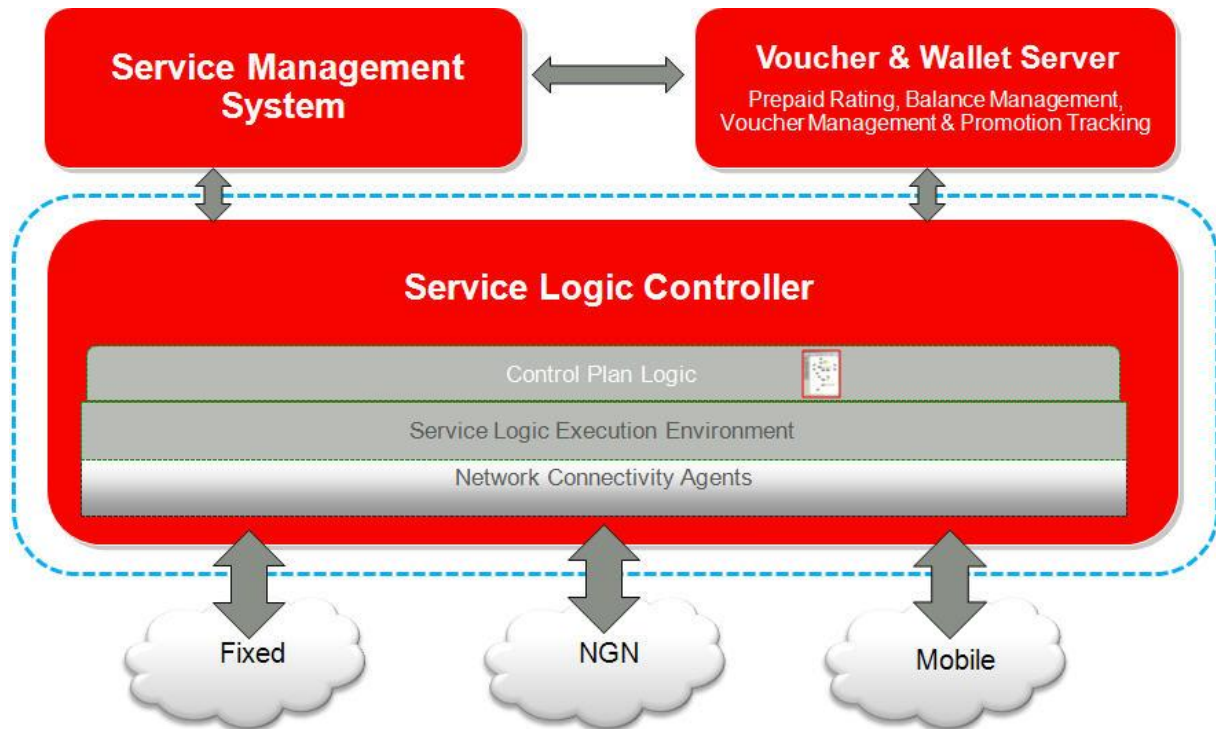 Service Management
System
Voucher & Wallet Server
Prepaid Rating, Balance Management,
Voucher Management & Promotion Tracking
Service Logic Controller
Control Plan Logic
Service Logic Execution Environment
Network Connectivity Agents
Fixed
NGN
Mobile